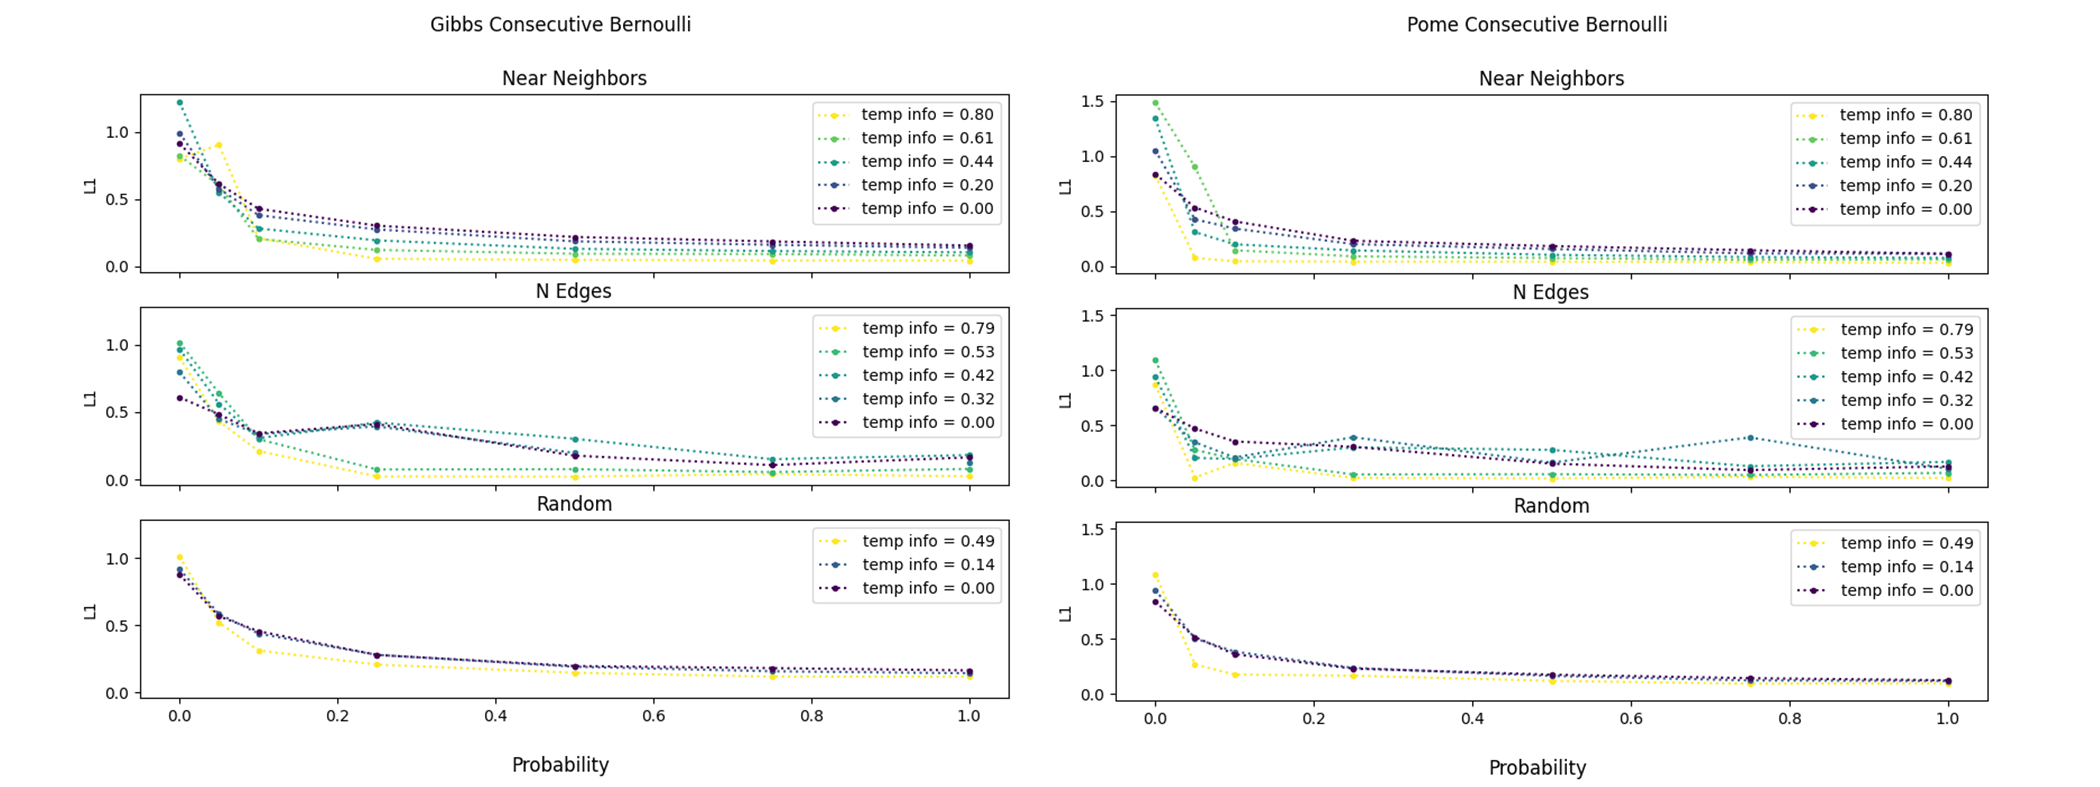 Gibbs Consecutive Bernoulli
Near Neighbors
L1
1.0
0.5
0.0
temp info = 0.80
temp info = 0.61
temp info = 0.44
temp info = 0.20
temp info = 0.00
N Edges
L1
1.0
0.5
0.0
temp info = 0.79
temp info = 0.53
temp info = 0.42
temp info = 0.32
temp info = 0.00
Random
L1
1.0
0.5
0.0
temp info = 0.49
temp info = 0.14
temp info = 0.00
0.0 0.2 0.4 0.6 0.8 1.0
Probability
Pome Consecutive Bernoulli
Near Neighbors
L1
1.5
1.0
0.5
0.0
temp info = 0.80
temp info = 0.61
temp info = 0.44
temp info = 0.20
temp info = 0.00
N Edges
L1
1.5
1.0
0.5
0.0
temp info = 0.79
temp info = 0.53
temp info = 0.42
temp info = 0.32
temp info = 0.00
Random
L1
1.5
1.0
0.5
0.0
temp info = 0.49
temp info = 0.14
temp info = 0.00
0.0 0.2 0.4 0.6 0.8 1.0
Probability